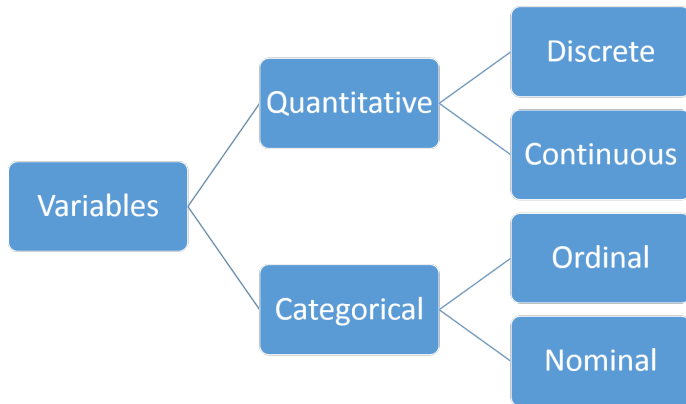 Variables
Quantitative
Discrete
Continuous
Categorical
Ordinal
Nominal